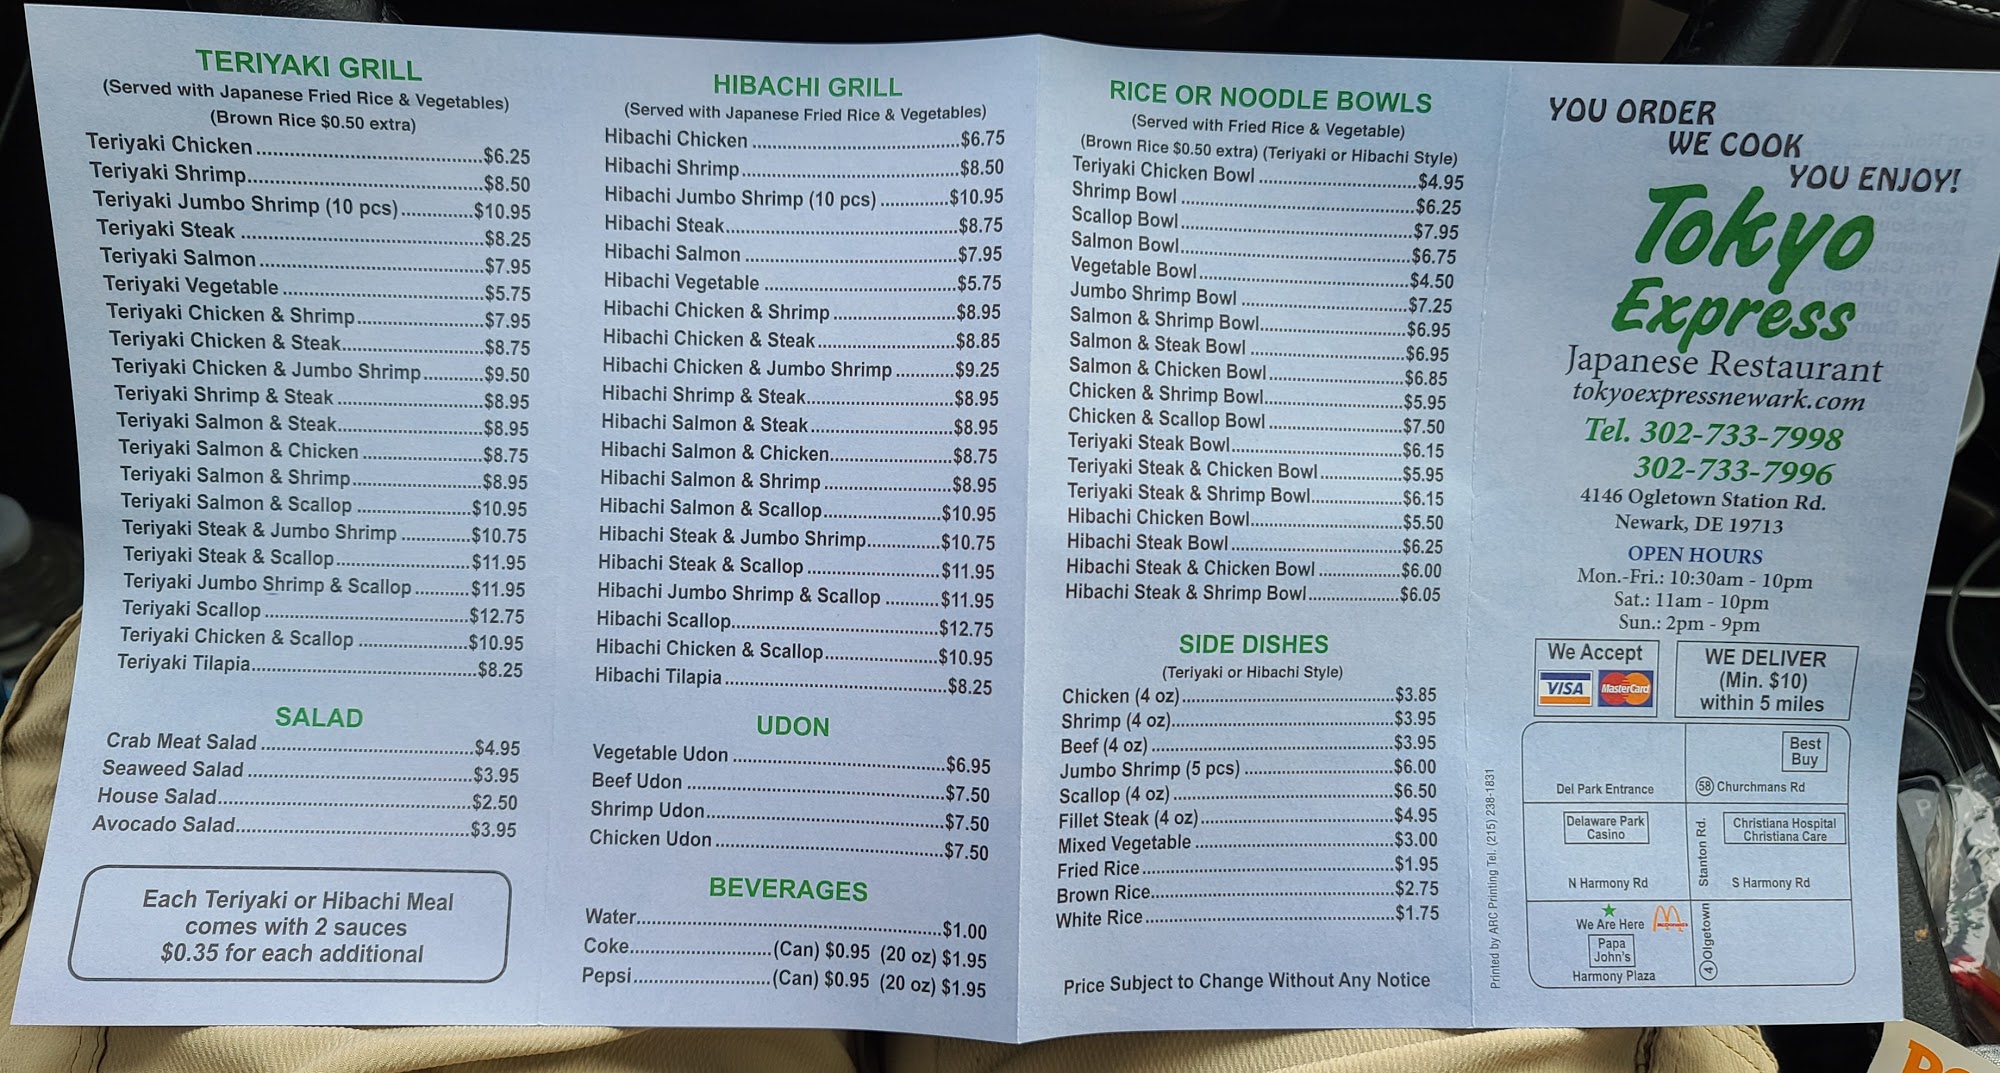 TERIYAKI GRILL
(Served with Japanese Fried Rice & Vegetables)
(Brown Rice $0.50 extra)
Teriyaki Chicken $6.25
Teriyaki Shrimp $8.50
Teriyaki Jumbo Shrimp (10 pcs) $10.95
Teriyaki Steak $8.25
Teriyaki Salmon $7.95
Teriyaki Vegetable $5.75
Teriyaki Chicken & Shrimp $7.95
Teriyaki Chicken & Steak $8.75
Teriyaki Chicken & Jumbo Shrimp $9.50
Teriyaki Shrimp & Steak $8.95
Teriyaki Salmon & Steak $8.95
Teriyaki Salmon & Chicken $8.75
Teriyaki Salmon & Shrimp $8.95
Teriyaki Salmon & Scallop $10.95
Teriyaki Steak & Jumbo Shrimp $10.75
Teriyaki Steak & Scallop $11.95
Teriyaki Jumbo Shrimp & Scallop $11.95
Teriyaki Scallop $12.75
Teriyaki Chicken & Scallop $10.95
Teriyaki Tilapia $8.25
SALAD
Crab Meat Salad $4.95
Seaweed Salad $3.95
House Salad $2.50
Avocado Salad $3.95
Each Teriyaki or Hibachi Meal
comes with 2 sauces
$0.35 for each additional
HIBACHI GRILL
(Served with Japanese Fried Rice & Vegetables)
Hibachi Chicken $6.75
Hibachi Shrimp $8.50
Hibachi Jumbo Shrimp (10 pcs) $10.95
Hibachi Steak $8.75
Hibachi Salmon $7.95
Hibachi Vegetable $5.75
Hibachi Chicken & Shrimp $8.95
Hibachi Chicken & Steak $8.85
Hibachi Chicken & Jumbo Shrimp $9.25
Hibachi Shrimp & Steak $8.95
Hibachi Salmon & Steak $8.95
Hibachi Salmon & Chicken $8.75
Hibachi Salmon & Shrimp $8.95
Hibachi Salmon & Scallop $10.95
Hibachi Steak & Jumbo Shrimp $10.75
Hibachi Steak & Scallop $11.95
Hibachi Jumbo Shrimp & Scallop $11.95
Hibachi Scallop $12.75
Hibachi Chicken & Scallop $10.95
Hibachi Tilapia $8.25
UDON
Vegetable Udon $6.95
Beef Udon $7.50
Shrimp Udon $7.50
Chicken Udon $7.50
BEVERAGES
Water $1.00
Coke (Can) $0.95 (20 oz) $1.95
Pepsi (Can) $0.95 (20 oz) $1.95
RICE OR NOODLE BOWLS
(Served with Fried Rice & Vegetable)
(Brown Rice $0.50 extra) (Teriyaki or Hibachi Style)
Teriyaki Chicken Bowl $4.95
Shrimp Bowl $6.25
Scallop Bowl $7.95
Salmon Bowl $6.75
Vegetable Bowl $4.50
Jumbo Shrimp Bowl $7.25
Salmon & Shrimp Bowl $6.95
Salmon & Steak Bowl $6.95
Salmon & Chicken Bowl $6.85
Chicken & Shrimp Bowl $5.95
Chicken & Scallop Bowl $7.50
Teriyaki Steak Bowl $6.15
Teriyaki Steak & Chicken Bowl $5.95
Teriyaki Steak & Shrimp Bowl $6.15
Hibachi Chicken Bowl $5.50
Hibachi Steak Bowl $6.25
Hibachi Steak & Chicken Bowl $6.00
Hibachi Steak & Shrimp Bowl $6.05
SIDE DISHES
(Teriyaki or Hibachi Style)
Chicken (4 oz) $3.85
Shrimp (4 oz) $3.95
Beef (4 oz) $3.95
Jumbo Shrimp (5 pcs) $6.00
Scallop (4 oz) $6.50
Fillet Steak (4 oz) $4.95
Mixed Vegetable $3.00
Fried Rice $1.95
Brown Rice $2.75
White Rice $1.75
Price Subject to Change Without Any Notice
Printed by ARC Printing Tel. (215) 238-1831
YOU ORDER
WE COOK
YOU ENJOY!
Tokyo
Express
Japanese Restaurant
tokyoexpressnewark.com
Tel. 302-733-7998
302-733-7996
4146 Ogletown Station Rd.
Newark, DE 19713
OPEN HOURS
Mon.-Fri.: 10:30am - 10pm
Sat.: 11am - 10pm
Sun.: 2pm - 9pm
We Accept
VISA MasterCard
WE DELIVER
(Min. $10)
within 5 miles
Best
Buy
Del Park Entrance
58 Churchmans Rd
Delaware Park
Casino
Stanton Rd.
Christiana Hospital
Christiana Care
N Harmony Rd
S Harmony Rd
We Are Here
McDonald's
Papa
John's
Harmony Plaza
4 Olgetown